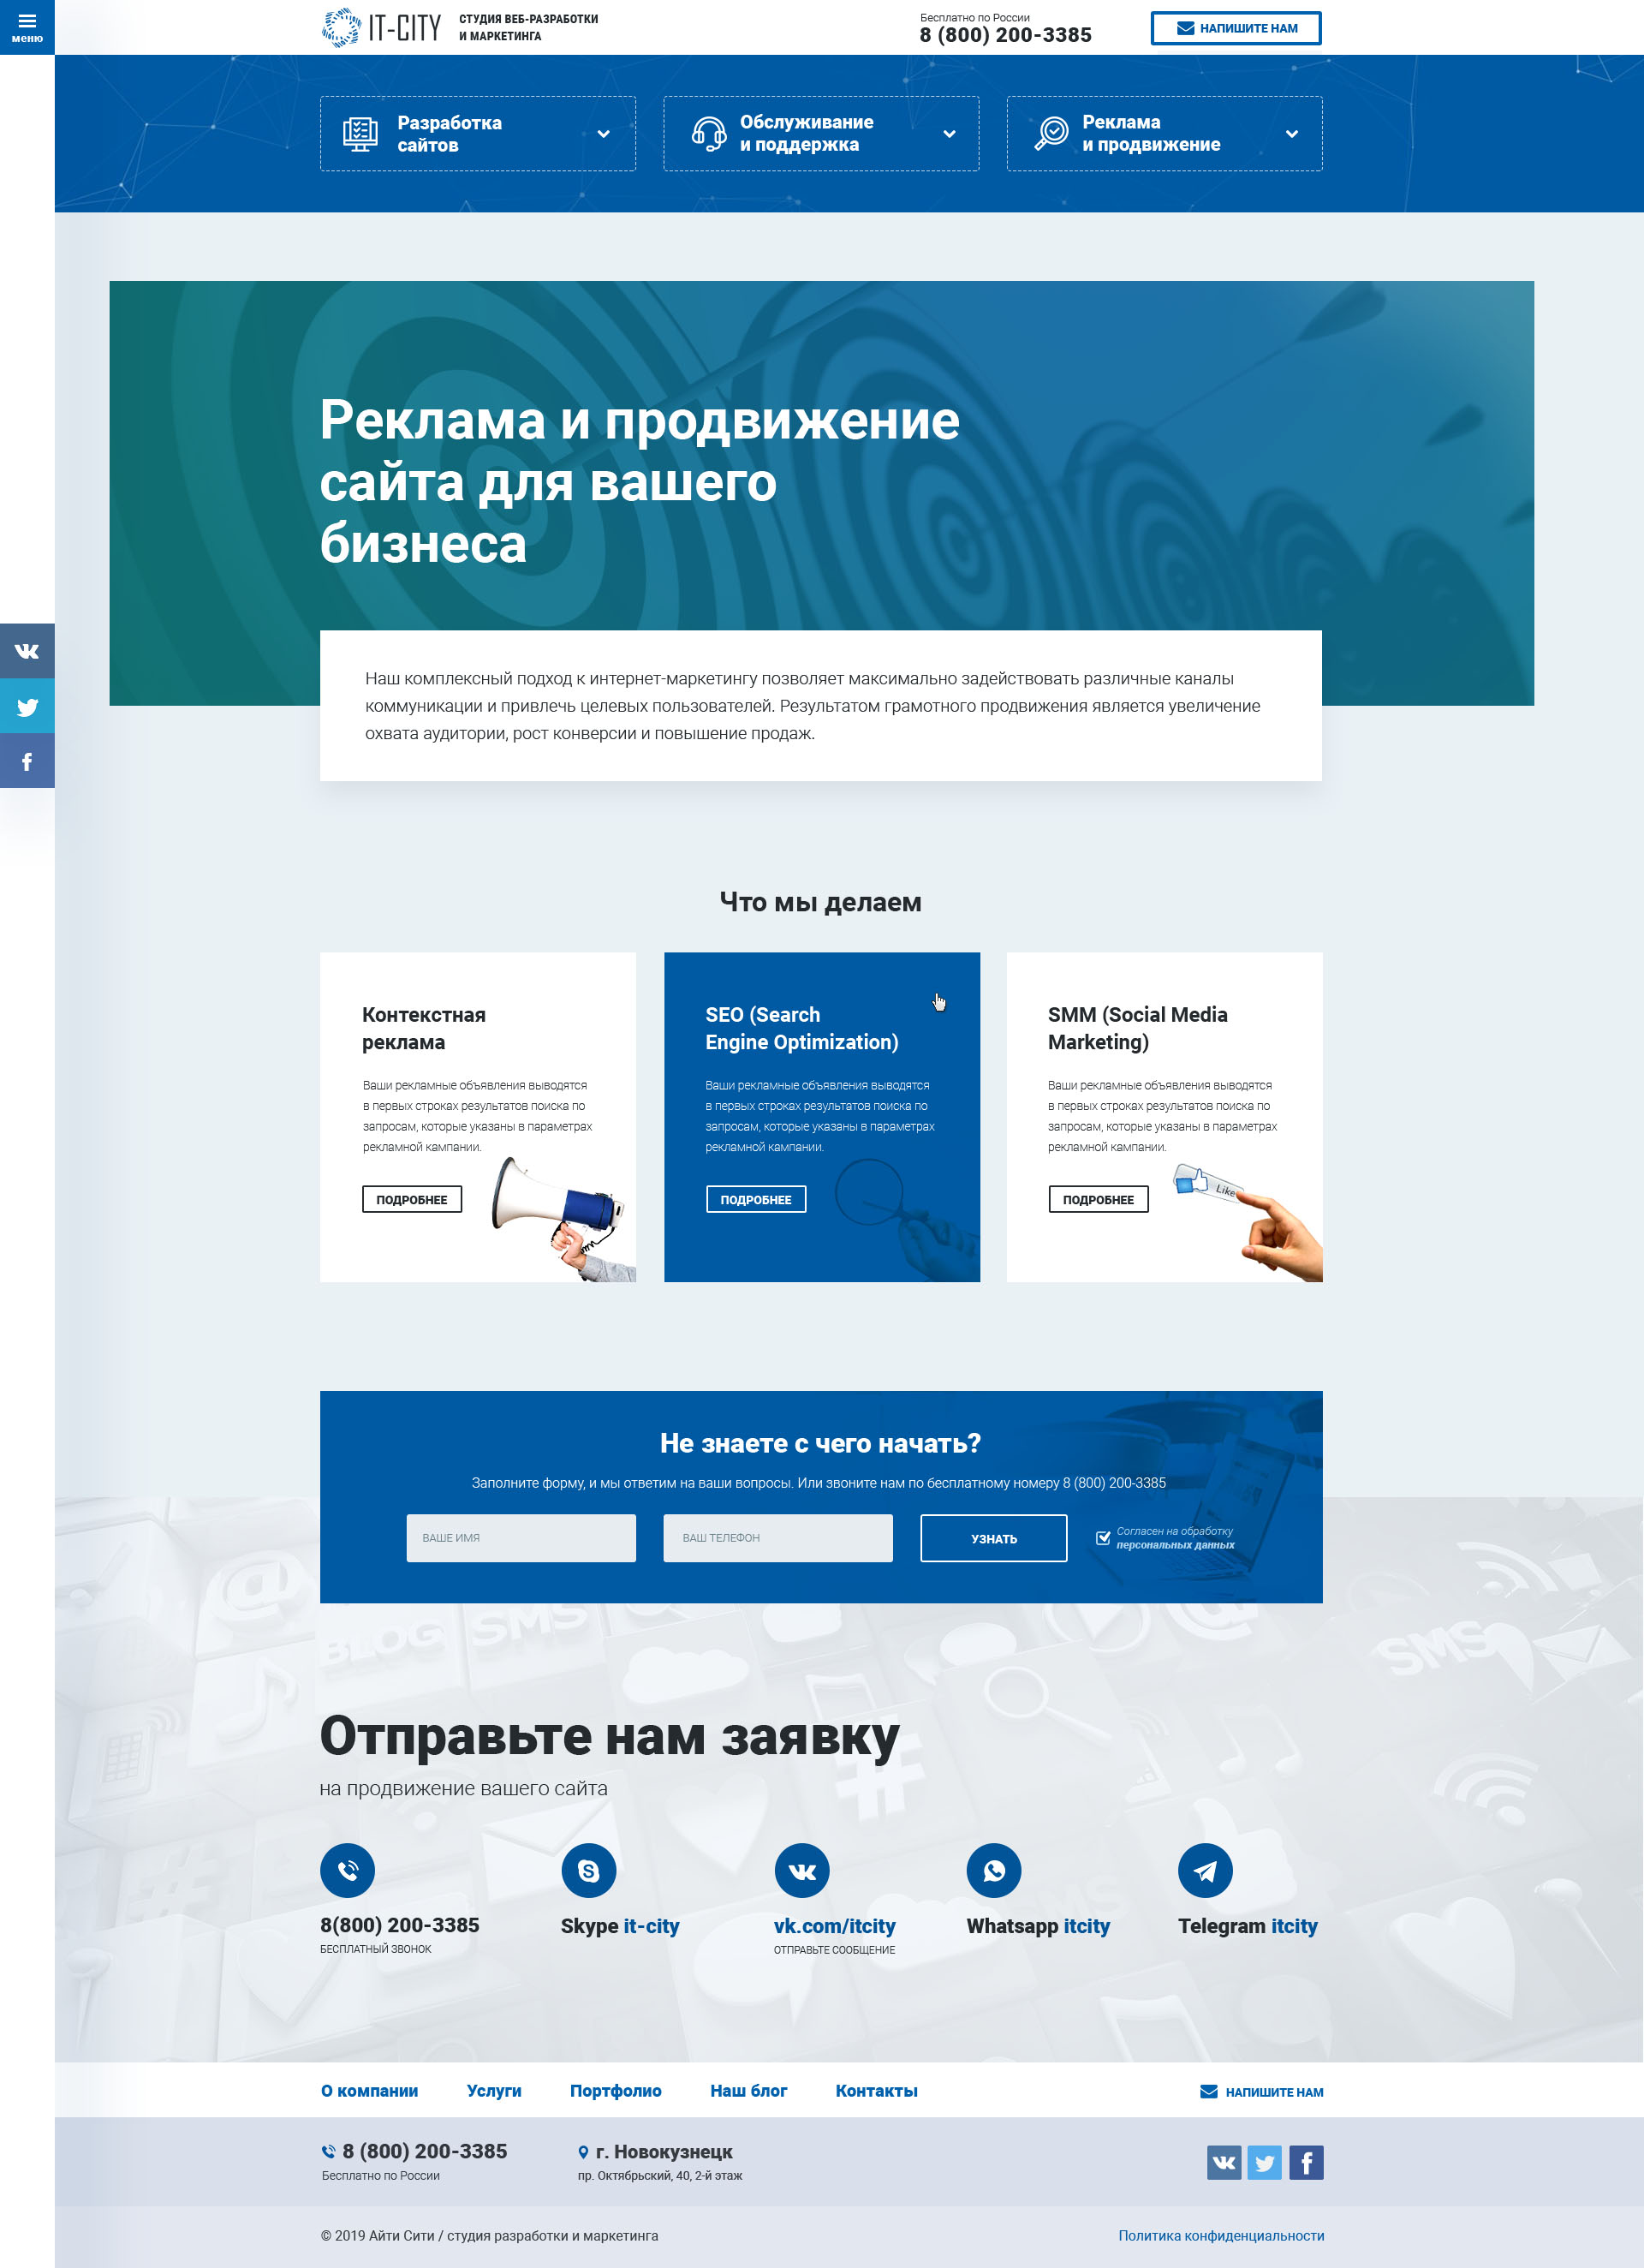 меню
IT-CITY
СТУДИЯ ВЕБ-РАЗРАБОТКИ
И МАРКЕТИНГА
Бесплатно по России
8 (800) 200-3385
НАПИШИТЕ НАМ
Разработка
сайтов
Обслуживание
и поддержка
Реклама
и продвижение
Реклама и продвижение
сайта для вашего
бизнеса
Наш комплексный подход к интернет-маркетингу позволяет максимально задействовать различные каналы
коммуникации и привлечь целевых пользователей. Результатом грамотного продвижения является увеличение
охвата аудитории, рост конверсии и повышение продаж.
Что мы делаем
Контекстная
реклама
Ваши рекламные объявления выводятся
в первых строках результатов поиска по
запросам, которые указаны в параметрах
рекламной кампании.
ПОДРОБНЕЕ
SEO (Search
Engine Optimization)
Ваши рекламные объявления выводятся
в первых строках результатов поиска по
запросам, которые указаны в параметрах
рекламной кампании.
ПОДРОБНЕЕ
SMM (Social Media
Marketing)
Ваши рекламные объявления выводятся
в первых строках результатов поиска по
запросам, которые указаны в параметрах
рекламной кампании.
ПОДРОБНЕЕ
Like
Не знаете с чего начать?
Заполните форму, и мы ответим на ваши вопросы. Или звоните нам по бесплатному номеру 8 (800) 200-3385
ВАШЕ ИМЯ
ВАШ ТЕЛЕФОН
УЗНАТЬ
Согласен на обработку
персональных данных
BLOG
SMS
SMS
Отправьте нам заявку
на продвижение вашего сайта
8(800) 200-3385
БЕСПЛАТНЫЙ ЗВОНОК
Skype it-city
vk.com/itcity
ОТПРАВЬТЕ СООБЩЕНИЕ
Whatsapp itcity
Telegram itcity
О компании
Услуги
Портфолио
Наш блог
Контакты
НАПИШИТЕ НАМ
8 (800) 200-3385
Бесплатно по России
г. Новокузнецк
пр. Октябрьский, 40, 2-й этаж
© 2019 Айти Сити / студия разработки и маркетинга
Политика конфиденциальности